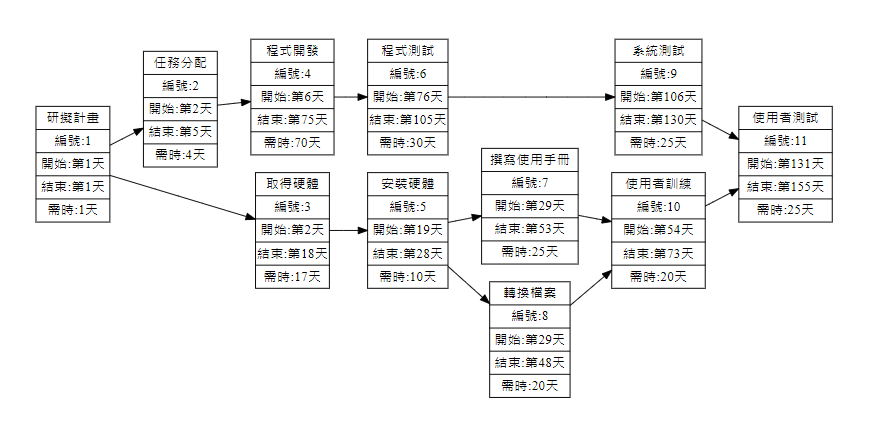 研擬計畫
編號:1
開始:第1天
結束:第1天
需時:1天
任務分配
編號:2
開始:第2天
結束:第5天
需時:4天
程式開發
編號:4
開始:第6天
結束:第75天
需時:70天
程式測試
編號:6
開始:第76天
結束:第105天
需時:30天
系統測試
編號:9
開始:第106天
結束:第130天
需時:25天
取得硬體
編號:3
開始:第2天
結束:第18天
需時:17天
安裝硬體
編號:5
開始:第19天
結束:第28天
需時:10天
撰寫使用手冊
編號:7
開始:第29天
結束:第53天
需時:25天
轉換檔案
編號:8
開始:第29天
結束:第48天
需時:20天
使用者訓練
編號:10
開始:第54天
結束:第73天
需時:20天
使用者測試
編號:11
開始:第131天
結束:第155天
需時:25天